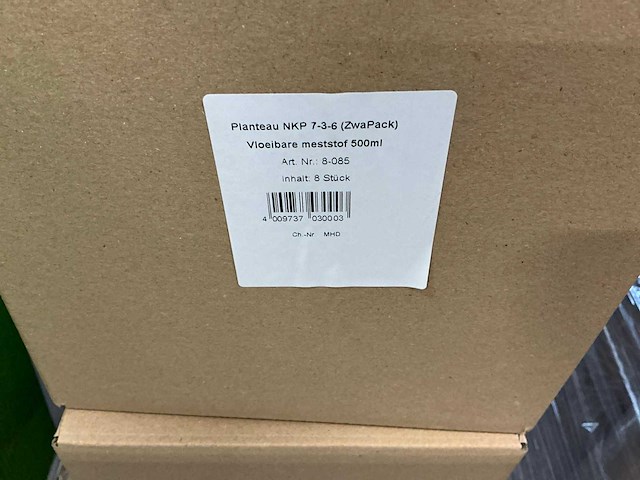 Planteau NKP 7-3-6 (ZwaPack)
Vloeibare meststof 500ml
Art. Nr.: 8-085
Inhalt: 8 Stück
4 009737 030003
Ch.-Nr. MHD